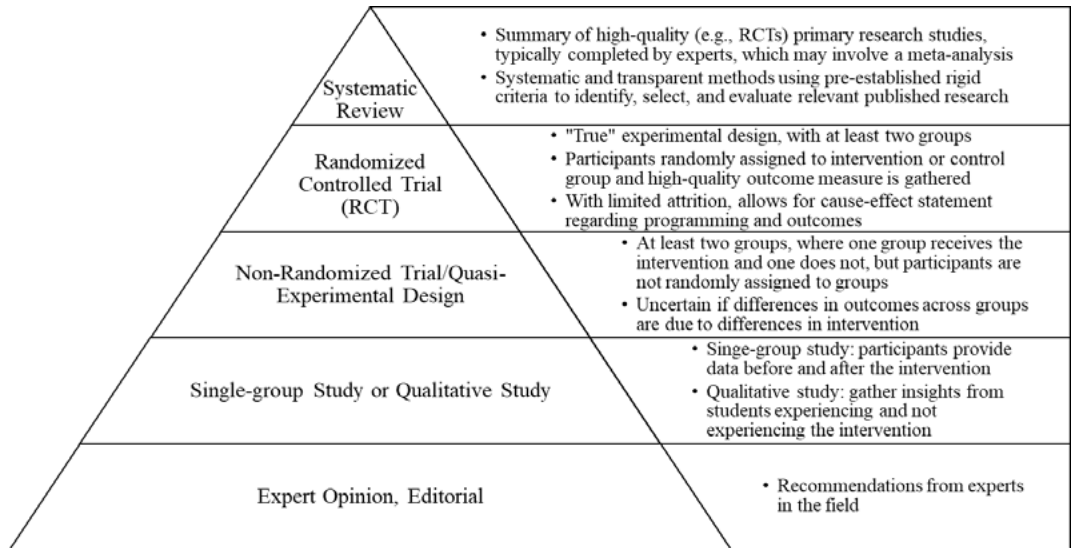 Systematic
Review
• Summary of high-quality (e.g., RCTs) primary research studies,
typically completed by experts, which may involve a meta-analysis
• Systematic and transparent methods using pre-established rigid
criteria to identify, select, and evaluate relevant published research
Randomized
Controlled Trial
(RCT)
• "True" experimental design, with at least two groups
• Participants randomly assigned to intervention or control
group and high-quality outcome measure is gathered
• With limited attrition, allows for cause-effect statement
regarding programming and outcomes
Non-Randomized Trial/Quasi-
Experimental Design
• At least two groups, where one group receives the
intervention and one does not, but participants are
not randomly assigned to groups
• Uncertain if differences in outcomes across groups
are due to differences in intervention
Single-group Study or Qualitative Study
• Singe-group study: participants provide
data before and after the intervention
• Qualitative study: gather insights from
students experiencing and not
experiencing the intervention
Expert Opinion, Editorial
• Recommendations from experts
in the field